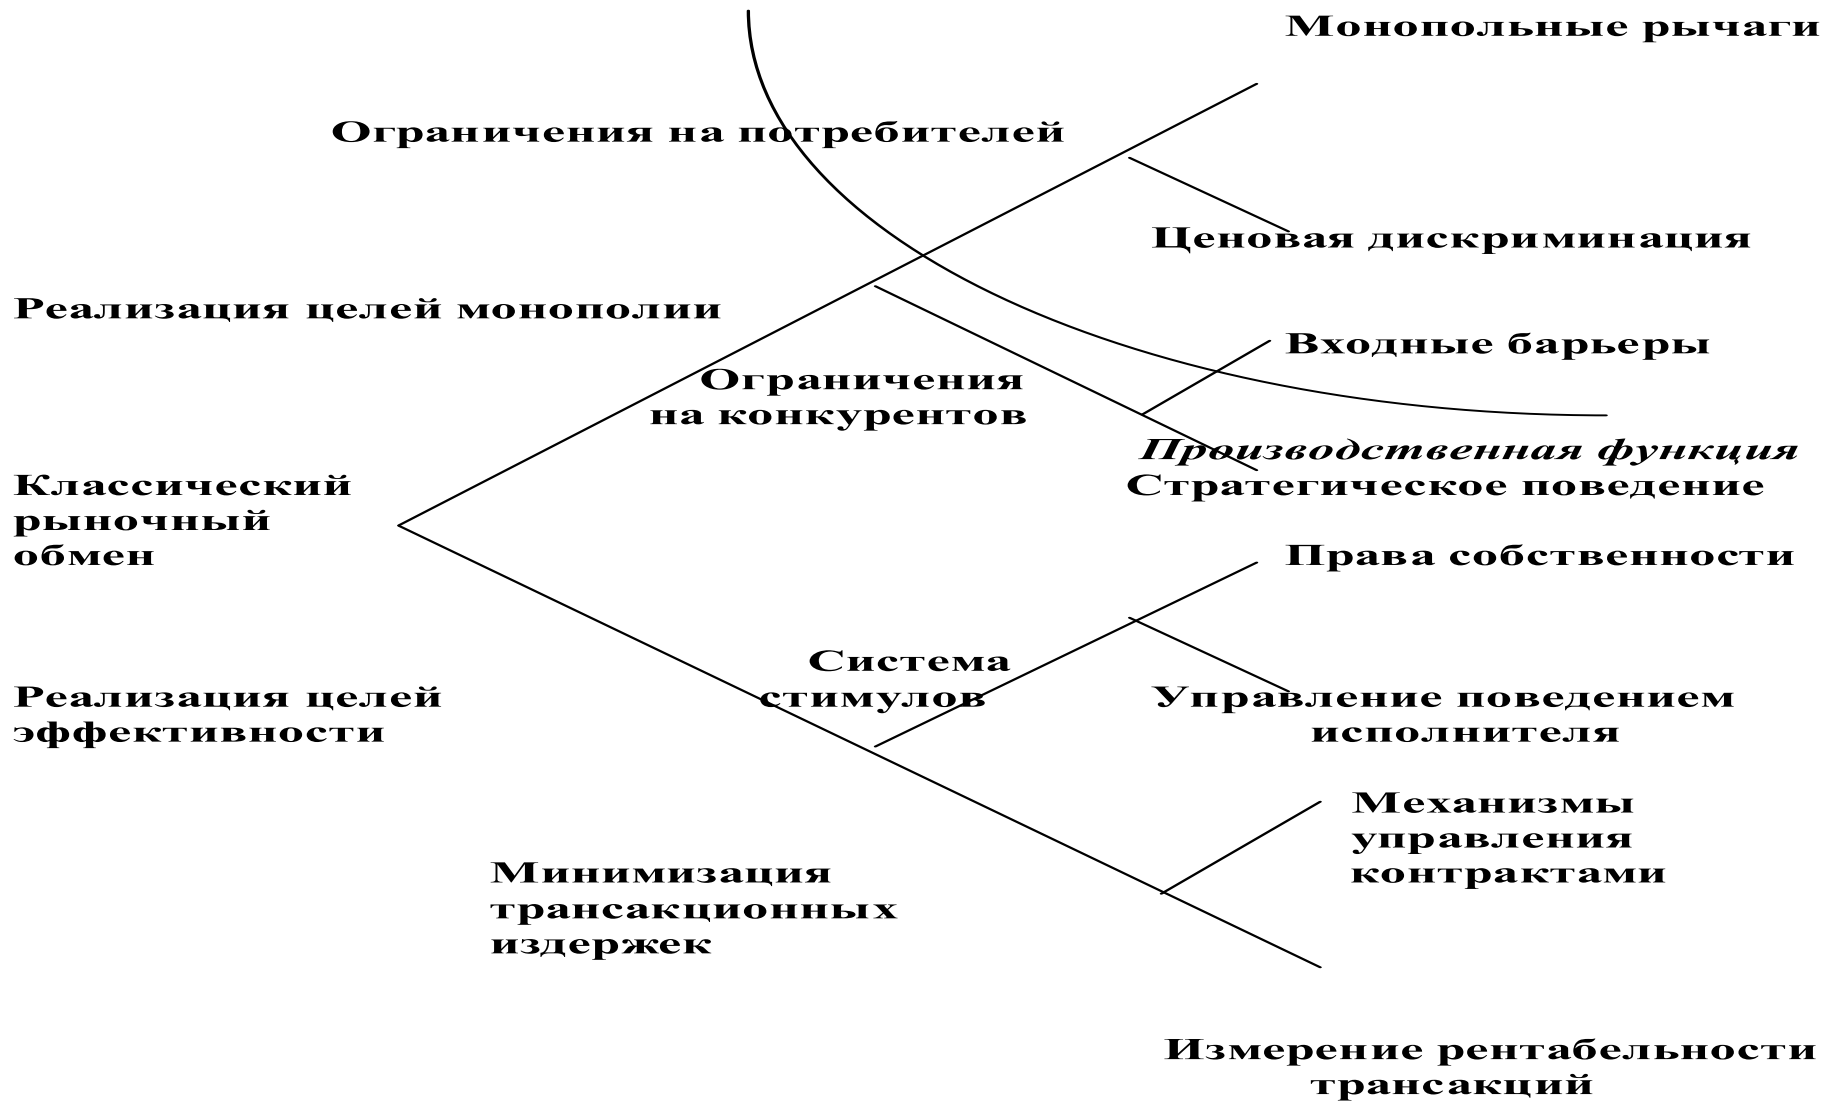 Монопольные рычаги
Ограничения на потребителей
Ценовая дискриминация
Реализация целей монополии
Входные барьеры
Ограничения
на конкурентов
Производственная функция
Стратегическое поведение
Классический
рыночный
обмен
Права собственности
Система
стимулов
Реализация целей
эффективности
Управление поведением
исполнителя
Механизмы
управления
контрактами
Минимизация
трансакционных
издержек
Измерение рентабельности
трансакций